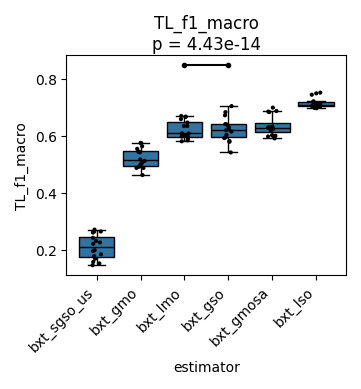 TL_f1_macro
p = 4.43e-14
TL_f1_macro
0.8
0.6
0.4
0.2
bxt_sgso_us
bxt_gmo
bxt_lmo
bxt_gso
bxt_gmosa
bxt_lso
estimator